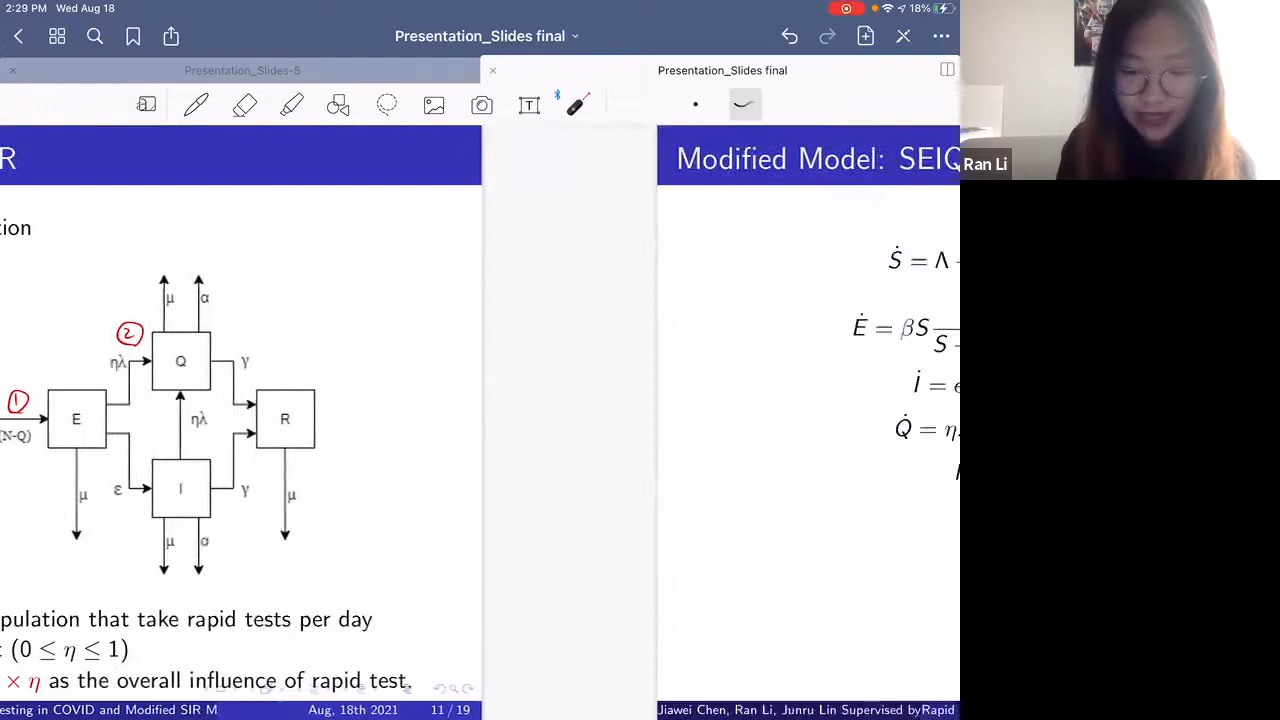 2:29 PM Wed Aug 18
18%
Presentation_Slides final
Presentation_Slides-5
Presentation_Slides final
T
R
Modified Model: SEIQ
Ran Li
tion
Ṡ = Λ -
μ α
②
ηλ Q γ
Ė = βS
S -
İ = e
① E ηλ R
(N-Q)
Q̇ = η
μ ε I γ μ
μ α
pulation that take rapid tests per day
(0 ≤ η ≤ 1)
× η as the overall influence of rapid test.
esting in COVID and Modified SIR M Aug, 18th 2021 11 / 19
Jiawei Chen, Ran Li, Junru Lin Supervised by Rapid